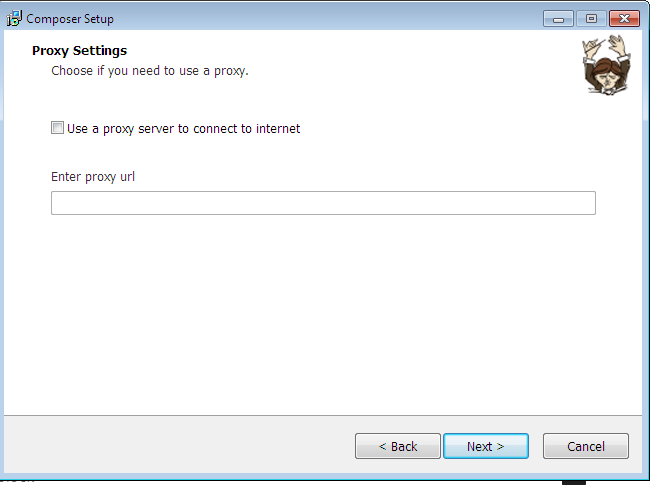 Composer Setup
Proxy Settings
Choose if you need to use a proxy.
Use a proxy server to connect to internet
Enter proxy url
< Back
Next >
Cancel